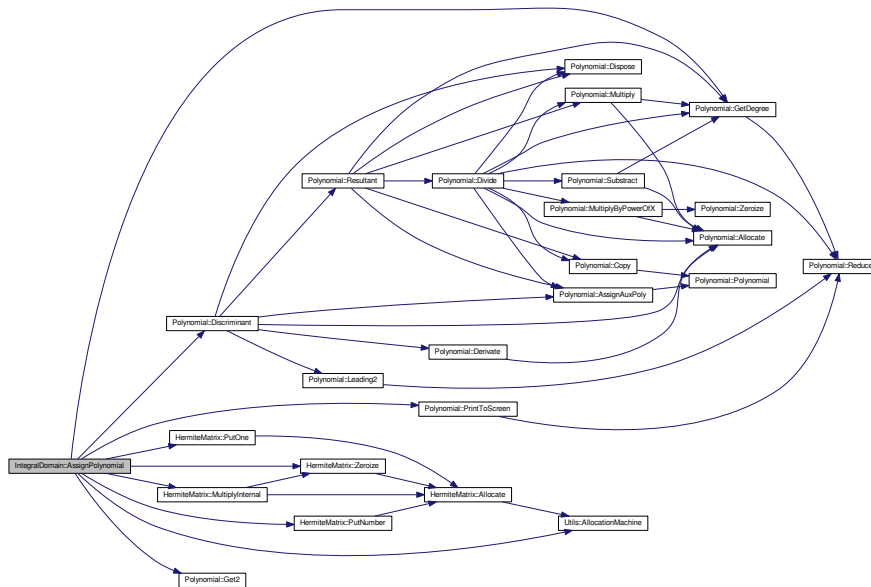 Polynomial::Dispose
Polynomial::Multiply
Polynomial::GetDegree
Polynomial::Resultant
Polynomial::Divide
Polynomial::Substract
Polynomial::MultiplyByPowerOfX
Polynomial::Zeroize
Polynomial::Allocate
Polynomial::Copy
Polynomial::Reduce
Polynomial::Polynomial
Polynomial::AssignAuxPoly
Polynomial::Discriminant
Polynomial::Derivate
Polynomial::Leading2
Polynomial::PrintToScreen
HermiteMatrix::PutOne
IntegralDomain::AssignPolynomial
HermiteMatrix::Zeroize
HermiteMatrix::MultiplyInternal
HermiteMatrix::Allocate
HermiteMatrix::PutNumber
Utils::AllocationMachine
Polynomial::Get2